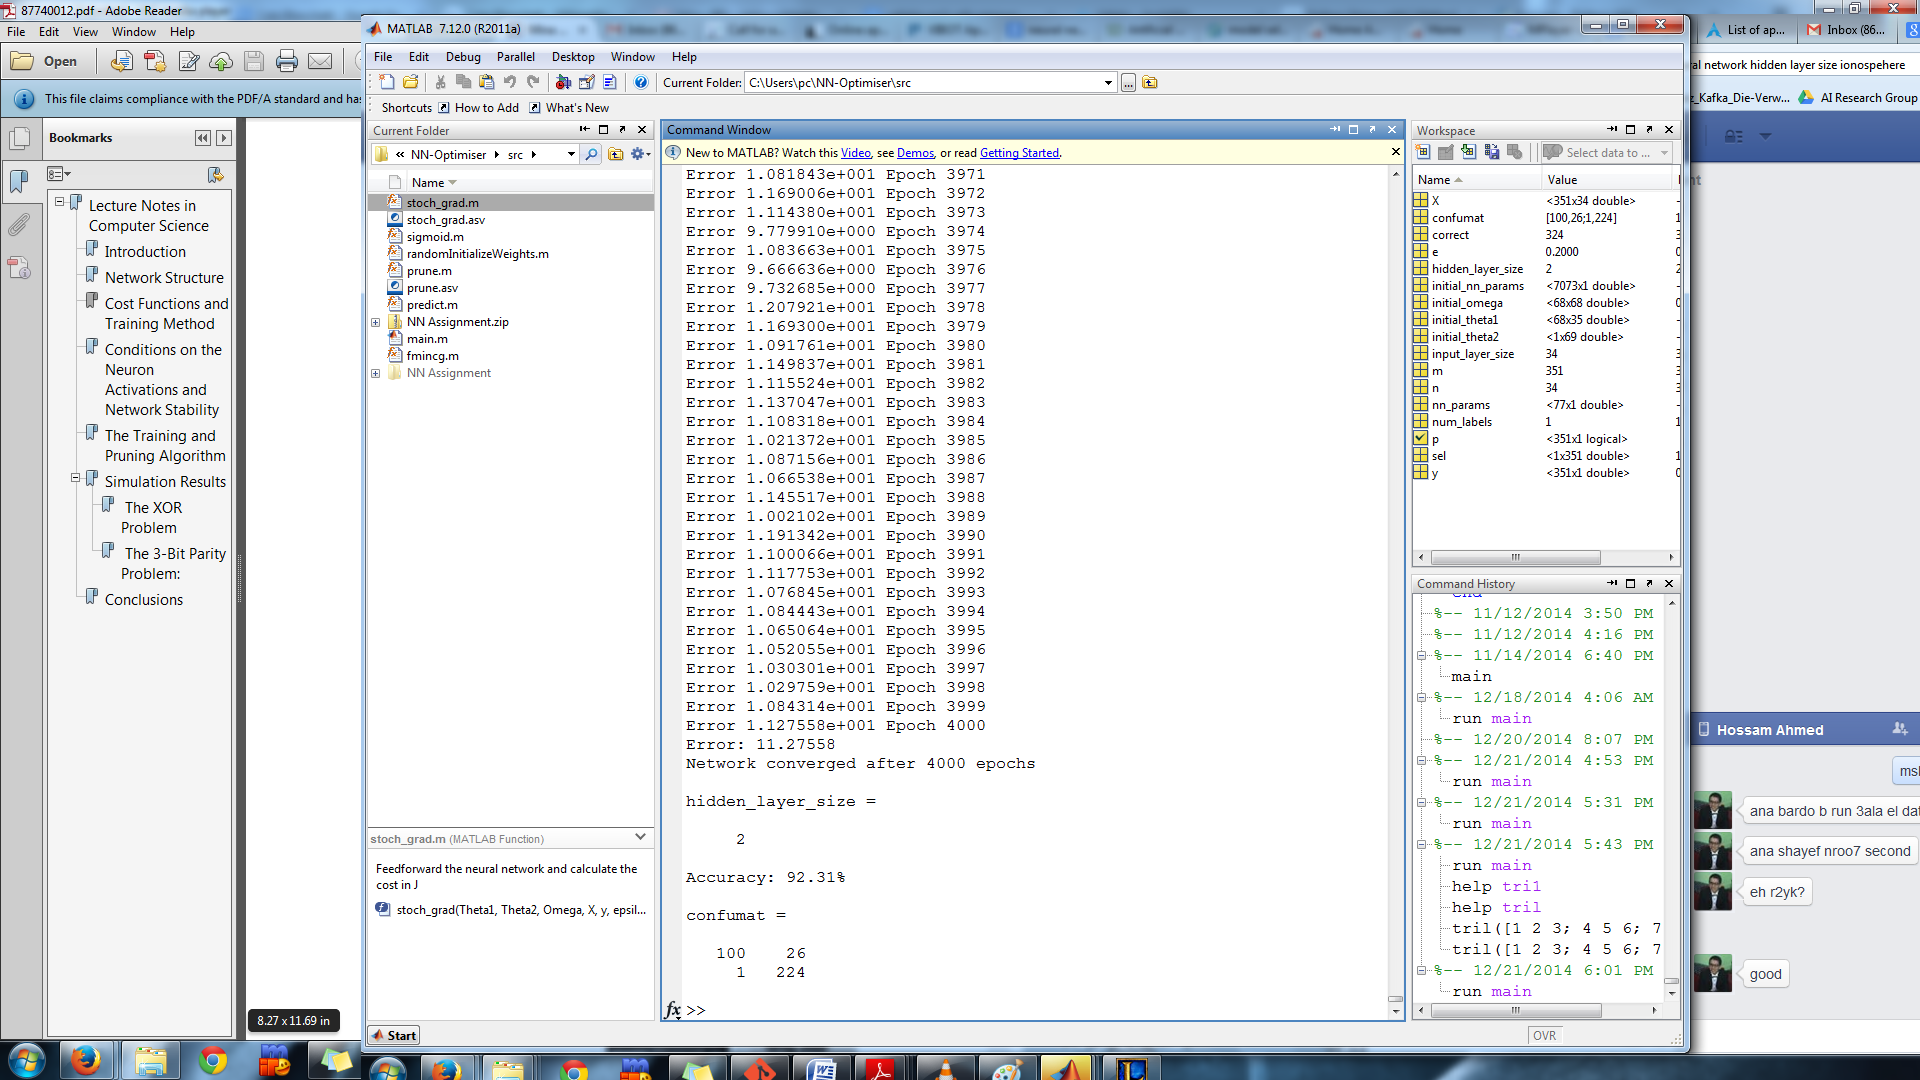 87740012.pdf - Adobe Reader
File Edit View Window Help
Open
This file claims compliance with the PDF/A standard and has
Bookmarks
Lecture Notes in
Computer Science
Introduction
Network Structure
Cost Functions and
Training Method
Conditions on the
Neuron
Activations and
Network Stability
The Training and
Pruning Algorithm
Simulation Results
The XOR
Problem
The 3-Bit Parity
Problem:
Conclusions
8.27 x 11.69 in
MATLAB 7.12.0 (R2011a)
File Edit Debug Parallel Desktop Window Help
Current Folder: C:\Users\pc\NN-Optimiser\src
Shortcuts How to Add What's New
Current Folder
« NN-Optimiser src
Name
stoch_grad.m
stoch_grad.asv
sigmoid.m
randomInitializeWeights.m
prune.m
prune.asv
predict.m
NN Assignment.zip
main.m
fmincg.m
NN Assignment
stoch_grad.m (MATLAB Function)
Feedforward the neural network and calculate the
cost in J
stoch_grad(Theta1, Theta2, Omega, X, y, epsil...
Start
Command Window
New to MATLAB? Watch this Video, see Demos, or read Getting Started.
Error 1.081843e+001 Epoch 3971
Error 1.169006e+001 Epoch 3972
Error 1.114380e+001 Epoch 3973
Error 9.779910e+000 Epoch 3974
Error 1.083663e+001 Epoch 3975
Error 9.666636e+000 Epoch 3976
Error 9.732685e+000 Epoch 3977
Error 1.207921e+001 Epoch 3978
Error 1.169300e+001 Epoch 3979
Error 1.091761e+001 Epoch 3980
Error 1.149837e+001 Epoch 3981
Error 1.115524e+001 Epoch 3982
Error 1.137047e+001 Epoch 3983
Error 1.108318e+001 Epoch 3984
Error 1.021372e+001 Epoch 3985
Error 1.087156e+001 Epoch 3986
Error 1.066538e+001 Epoch 3987
Error 1.145517e+001 Epoch 3988
Error 1.002102e+001 Epoch 3989
Error 1.191342e+001 Epoch 3990
Error 1.100066e+001 Epoch 3991
Error 1.117753e+001 Epoch 3992
Error 1.076845e+001 Epoch 3993
Error 1.084443e+001 Epoch 3994
Error 1.065064e+001 Epoch 3995
Error 1.052055e+001 Epoch 3996
Error 1.030301e+001 Epoch 3997
Error 1.029759e+001 Epoch 3998
Error 1.084314e+001 Epoch 3999
Error 1.127558e+001 Epoch 4000
Error: 11.27558
Network converged after 4000 epochs
hidden_layer_size =
2
Accuracy: 92.31%
confumat =
100 26
1 224
fx >>
Workspace
Select data to ...
Name Value
X <351x34 double>
confumat [100,26;1,224] 1
correct 324 3
e 0.2000 0
hidden_layer_size 2 2
initial_nn_params <7073x1 double> -
initial_omega <68x68 double> 0
initial_theta1 <68x35 double> -
initial_theta2 <1x69 double> -
input_layer_size 34 3
m 351 3
n 34 3
nn_params <77x1 double> -
num_labels 1 1
p <351x1 logical>
sel <1x351 double> 1
y <351x1 double> 0
Command History
end
%-- 11/12/2014 3:50 PM
%-- 11/12/2014 4:16 PM
%-- 11/14/2014 6:40 PM
main
%-- 12/18/2014 4:06 AM
run main
%-- 12/20/2014 8:07 PM
%-- 12/21/2014 4:53 PM
run main
%-- 12/21/2014 5:31 PM
run main
%-- 12/21/2014 5:43 PM
run main
help tri1
help tril
tril([1 2 3; 4 5 6; 7
tril([1 2 3; 4 5 6; 7
%-- 12/21/2014 6:01 PM
run main
OVR
List of ap... Inbox (86...
al network hidden layer size ionospehere
z_Kafka_Die-Verw... AI Research Group
nt
Hossam Ahmed
msl
ana bardo b run 3ala el dat
ana shayef nroo7 second
eh r2yk?
good